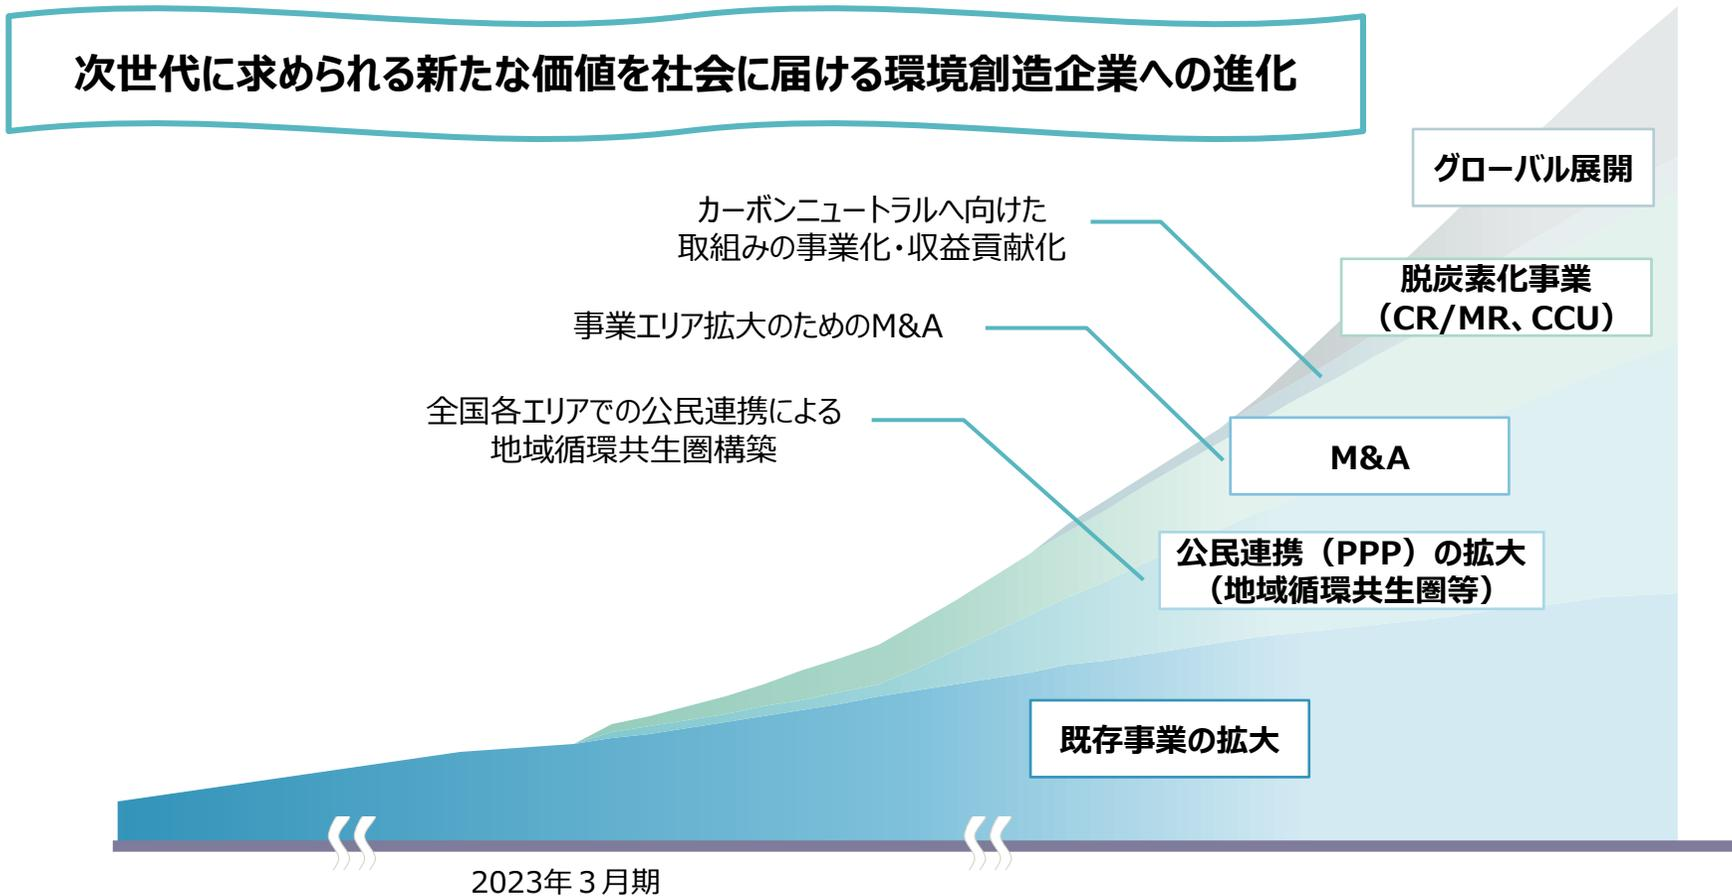 次世代に求められる新たな価値を社会に届ける環境創造企業への進化
グローバル展開
カーボンニュートラルへ向けた
取組みの事業化・収益貢献化
脱炭素化事業
（CR/MR、CCU）
事業エリア拡大のためのM&A
全国各エリアでの公民連携による
地域循環共生圏構築
M&A
公民連携（PPP）の拡大
（地域循環共生圏等）
既存事業の拡大
2023年３月期